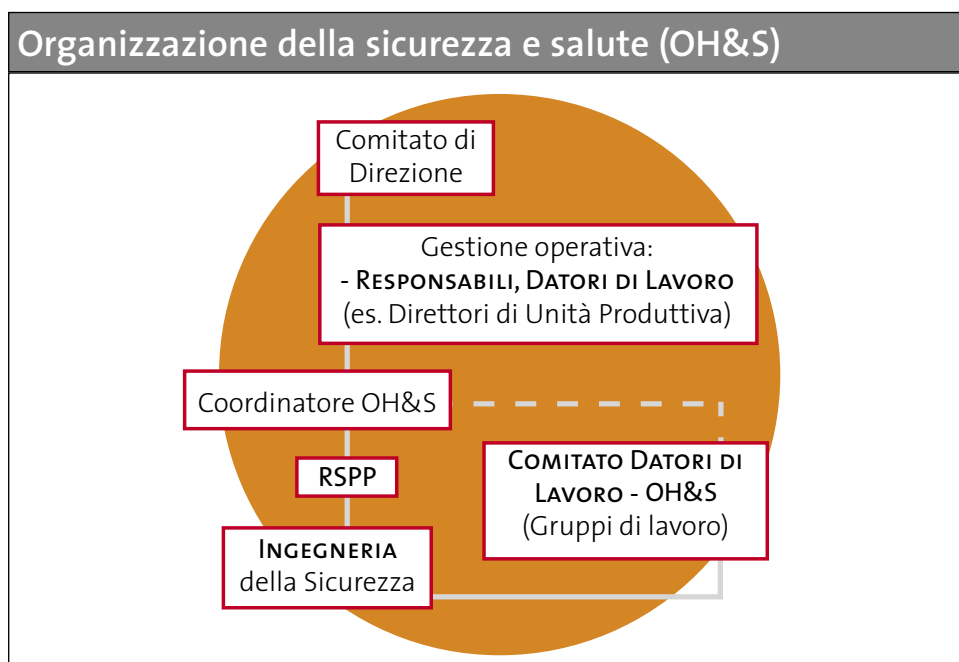 Organizzazione della sicurezza e salute (OH&S)
Comitato di
Direzione
Gestione operativa:
- RESPONSABILI, DATORI DI LAVORO
(es. Direttori di Unità Produttiva)
Coordinatore OH&S
RSPP
COMITATO DATORI DI
LAVORO - OH&S
(Gruppi di lavoro)
INGEGNERIA
della Sicurezza